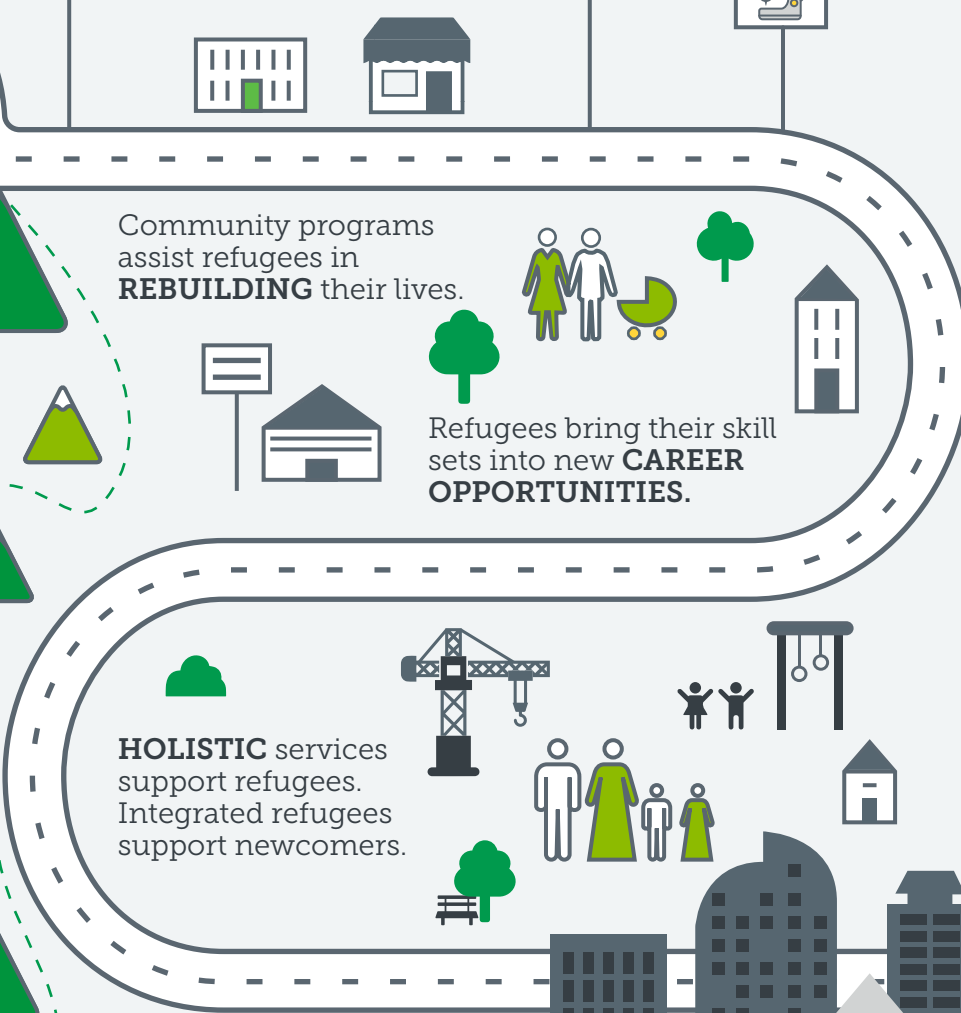 Community programs
assist refugees in
REBUILDING their lives.
Refugees bring their skill
sets into new CAREER
OPPORTUNITIES.
HOLISTIC services
support refugees.
Integrated refugees
support newcomers.